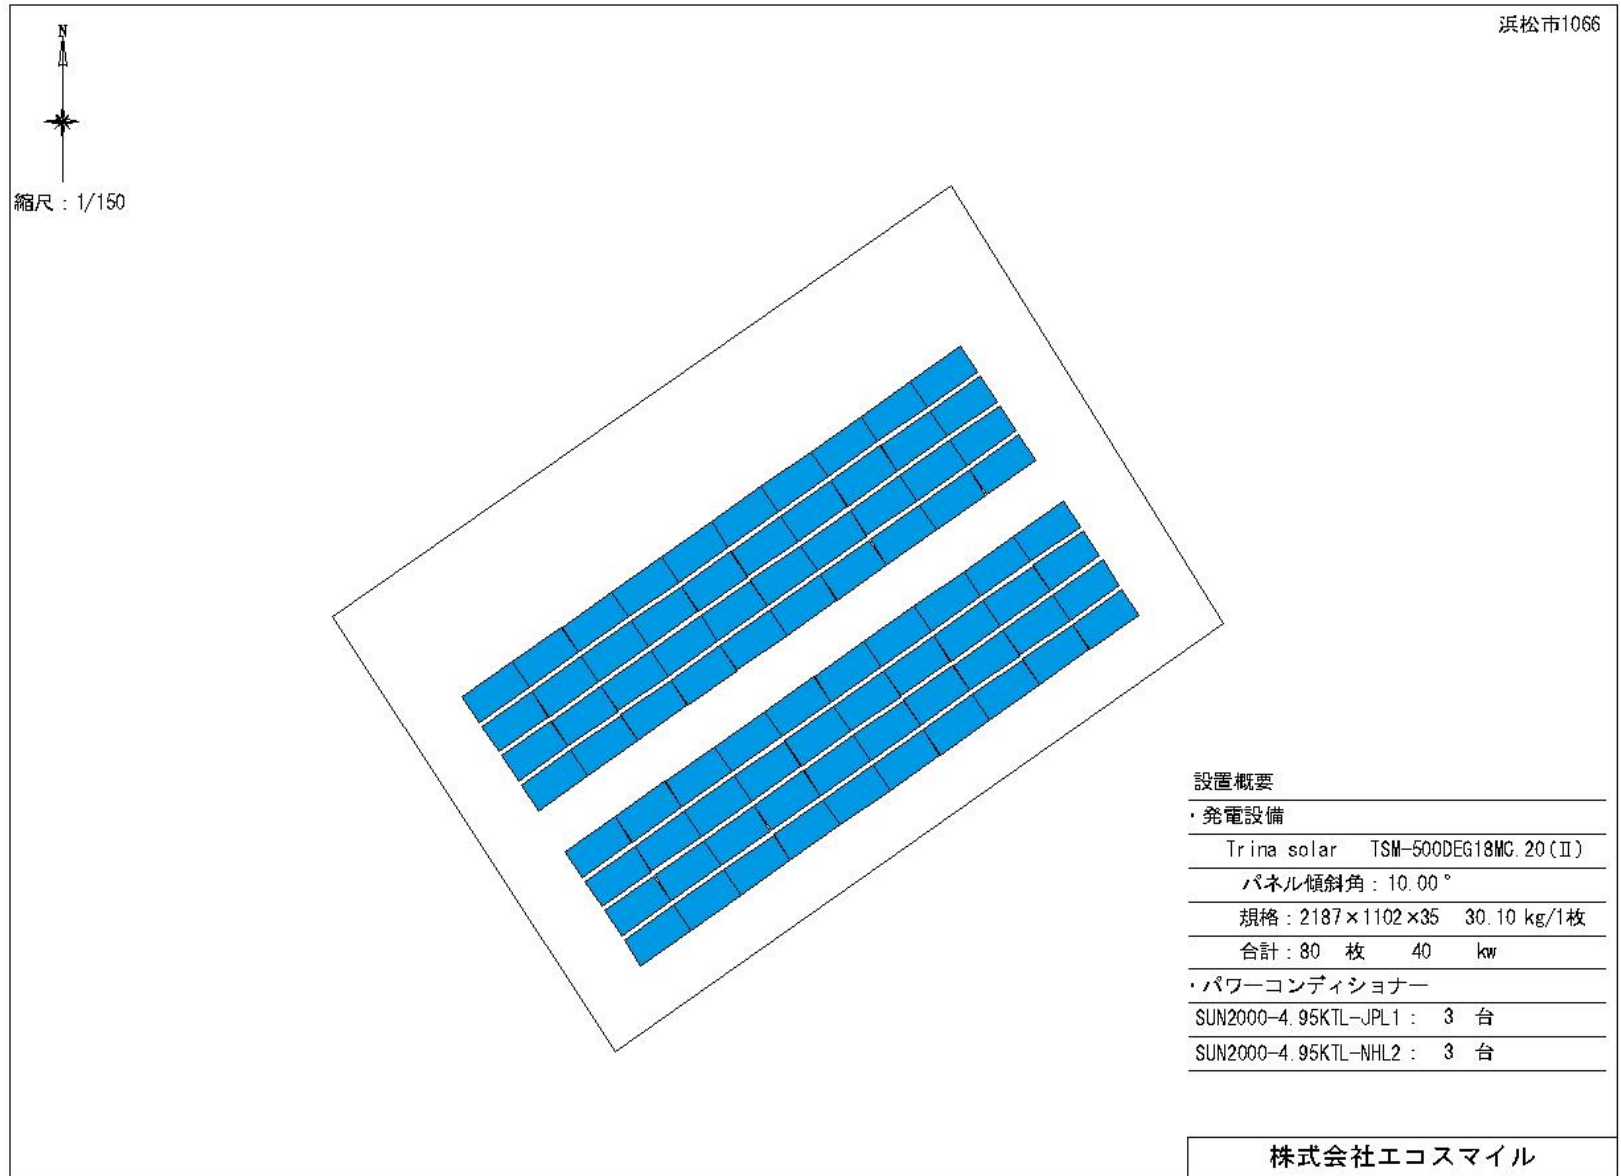 浜松市1066
N
縮尺：1/150
設置概要
・発電設備
Trina solar TSM-500DEG18MC.20(Ⅱ)
パネル傾斜角：10.00°
規格：2187×1102×35 30.10 kg/1枚
合計：80 枚 40 kw
・パワーコンディショナー
SUN2000-4.95KTL-JPL1： 3 台
SUN2000-4.95KTL-NHL2： 3 台
株式会社エコスマイル